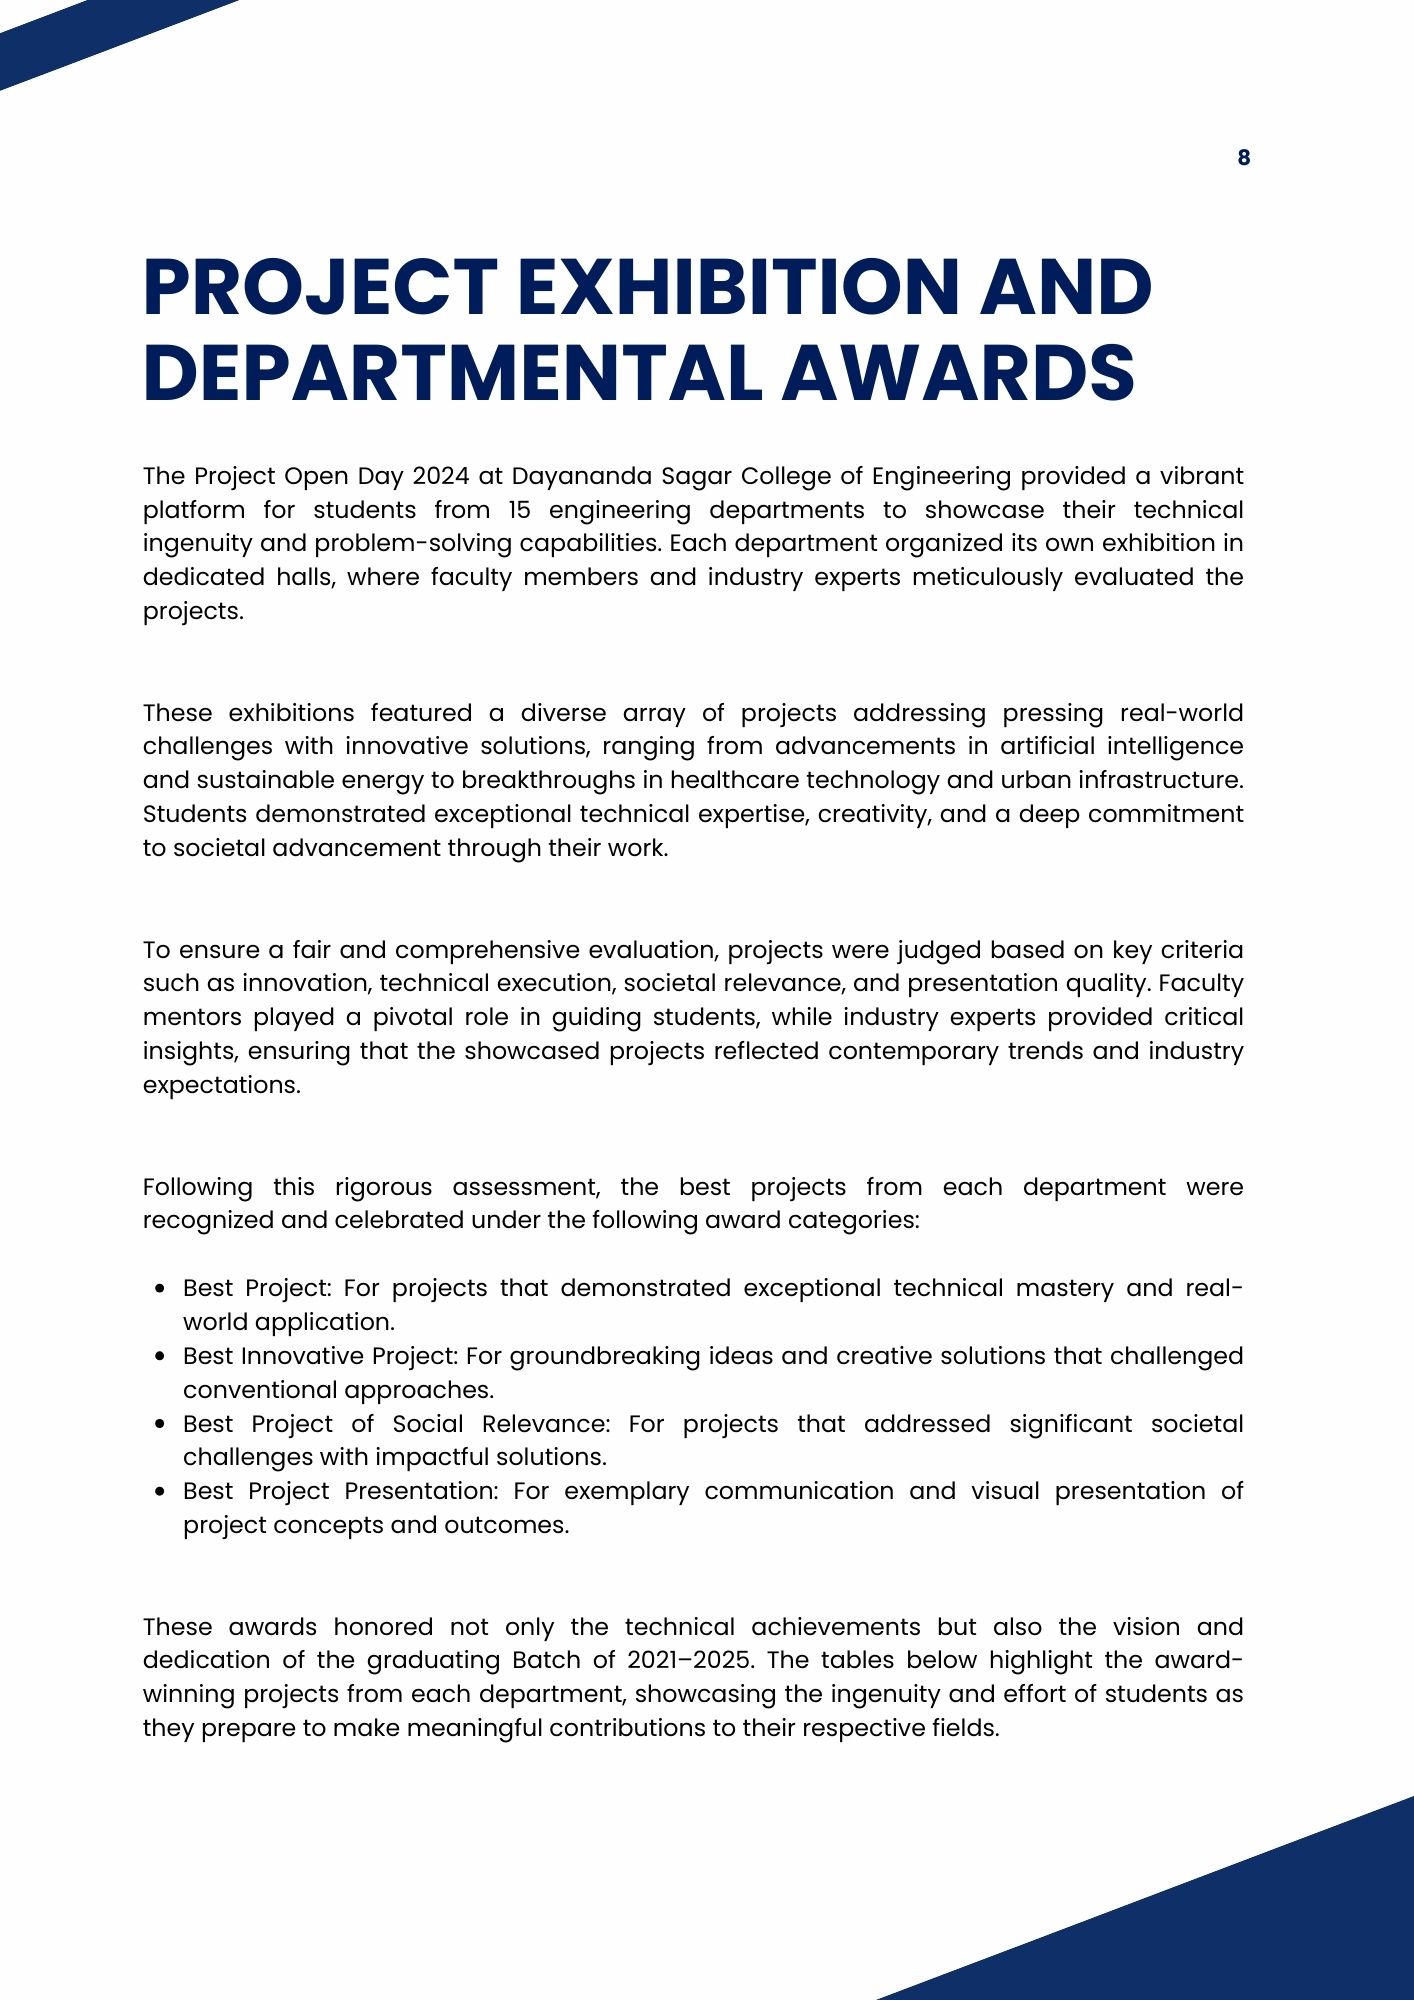 8
PROJECT EXHIBITION AND
DEPARTMENTAL AWARDS
The Project Open Day 2024 at Dayananda Sagar College of Engineering provided a vibrant
platform for students from 15 engineering departments to showcase their technical
ingenuity and problem-solving capabilities. Each department organized its own exhibition in
dedicated halls, where faculty members and industry experts meticulously evaluated the
projects.
These exhibitions featured a diverse array of projects addressing pressing real-world
challenges with innovative solutions, ranging from advancements in artificial intelligence
and sustainable energy to breakthroughs in healthcare technology and urban infrastructure.
Students demonstrated exceptional technical expertise, creativity, and a deep commitment
to societal advancement through their work.
To ensure a fair and comprehensive evaluation, projects were judged based on key criteria
such as innovation, technical execution, societal relevance, and presentation quality. Faculty
mentors played a pivotal role in guiding students, while industry experts provided critical
insights, ensuring that the showcased projects reflected contemporary trends and industry
expectations.
Following this rigorous assessment, the best projects from each department were
recognized and celebrated under the following award categories:
• Best Project: For projects that demonstrated exceptional technical mastery and real-
world application.
• Best Innovative Project: For groundbreaking ideas and creative solutions that challenged
conventional approaches.
• Best Project of Social Relevance: For projects that addressed significant societal
challenges with impactful solutions.
• Best Project Presentation: For exemplary communication and visual presentation of
project concepts and outcomes.
These awards honored not only the technical achievements but also the vision and
dedication of the graduating Batch of 2021–2025. The tables below highlight the award-
winning projects from each department, showcasing the ingenuity and effort of students as
they prepare to make meaningful contributions to their respective fields.